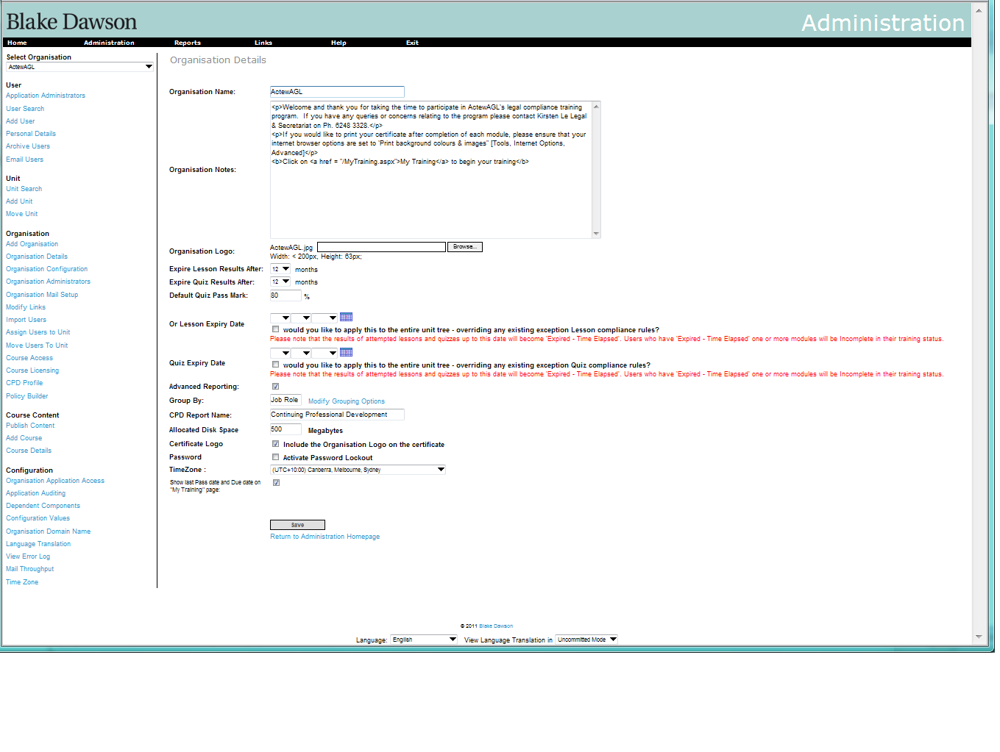 Blake Dawson
Administration
Home Administration Reports Links Help Exit
Select Organisation
ActewAGL
User
Application Administrators
User Search
Add User
Personal Details
Archive Users
Email Users
Unit
Unit Search
Add Unit
Move Unit
Organisation
Add Organisation
Organisation Details
Organisation Configuration
Organisation Administrators
Organisation Mail Setup
Modify Links
Import Users
Assign Users to Unit
Move Users To Unit
Course Access
Course Licensing
CPD Profile
Policy Builder
Course Content
Publish Content
Add Course
Course Details
Configuration
Organisation Application Access
Application Auditing
Dependent Components
Configuration Values
Organisation Domain Name
Language Translation
View Error Log
Mail Throughput
Time Zone
Organisation Details
Organisation Name: ActewAGL
Organisation Notes:
<p>Welcome and thank you for taking the time to participate in ActewAGL's legal compliance training
program.  If you have any queries or concerns relating to the program please contact Kirsten Le Legal
& Secretariat on Ph. 6248 3328.</p>
<p>If you would like to print your certificate after completion of each module, please ensure that your
internet browser options are set to 'Print background colours & images" [Tools, Internet Options,
Advanced]</p>
<b>Click on <a href = "/MyTraining.aspx">My Training</a> to begin your training</b>
Organisation Logo: ActewAGL.jpg Browse...
Width: < 200px, Height: 63px;
Expire Lesson Results After: 12 months
Expire Quiz Results After: 12 months
Default Quiz Pass Mark: 80 %
Or Lesson Expiry Date
would you like to apply this to the entire unit tree - overriding any existing exception Lesson compliance rules?
Please note that the results of attempted lessons and quizzes up to this date will become 'Expired - Time Elapsed'. Users who have 'Expired - Time Elapsed' one or more modules will be Incomplete in their training status.
Quiz Expiry Date
would you like to apply this to the entire unit tree - overriding any existing exception Quiz compliance rules?
Please note that the results of attempted lessons and quizzes up to this date will become 'Expired - Time Elapsed'. Users who have 'Expired - Time Elapsed' one or more modules will be Incomplete in their training status.
Advanced Reporting:
Group By: Job Role Modify Grouping Options
CPD Report Name: Continuing Professional Development
Allocated Disk Space 500 Megabytes
Certificate Logo Include the Organisation Logo on the certificate
Password Activate Password Lockout
TimeZone : (UTC+10:00) Canberra, Melbourne, Sydney
Show last Pass date and Due date on
"My Training" page:
Save
Return to Administration Homepage
© 2011 Blake Dawson
Language: English View Language Translation in Uncommitted Mode